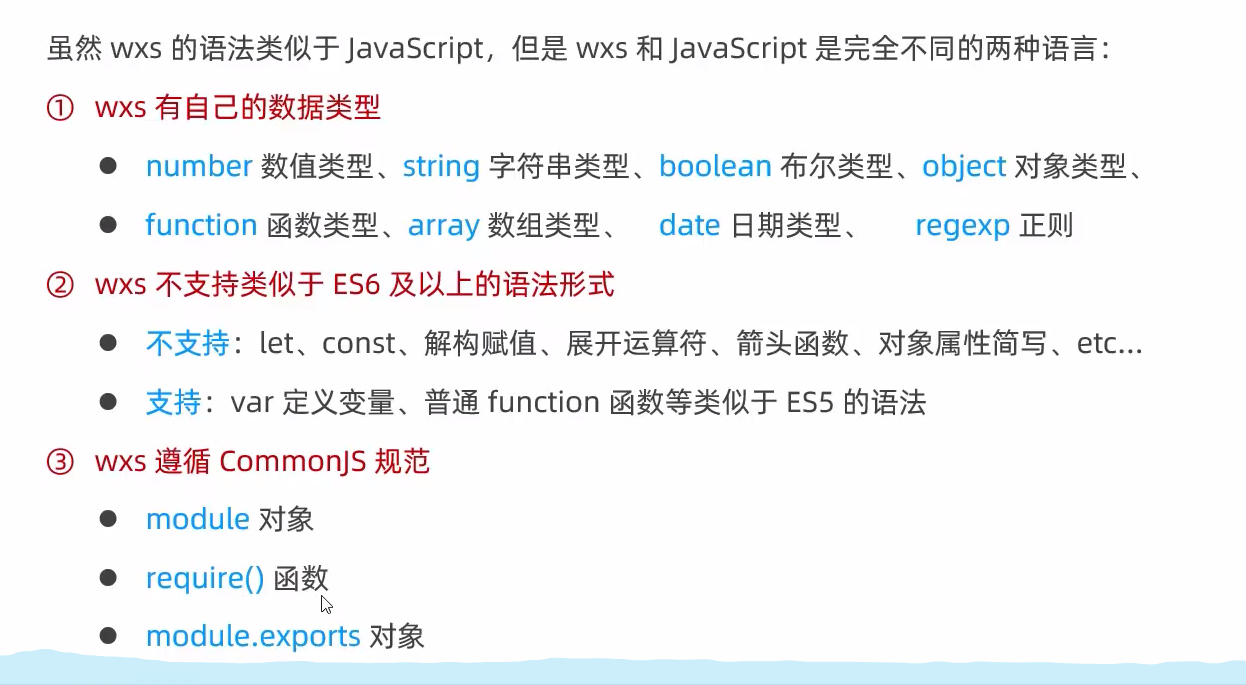 虽然 wxs 的语法类似于 JavaScript，但是 wxs 和 JavaScript 是完全不同的两种语言：
① wxs 有自己的数据类型
● number 数值类型、string 字符串类型、boolean 布尔类型、object 对象类型、
● function 函数类型、array 数组类型、 date 日期类型、 regexp 正则
② wxs 不支持类似于 ES6 及以上的语法形式
● 不支持：let、const、解构赋值、展开运算符、箭头函数、对象属性简写、etc...
● 支持：var 定义变量、普通 function 函数等类似于 ES5 的语法
③ wxs 遵循 CommonJS 规范
● module 对象
● require() 函数
● module.exports 对象